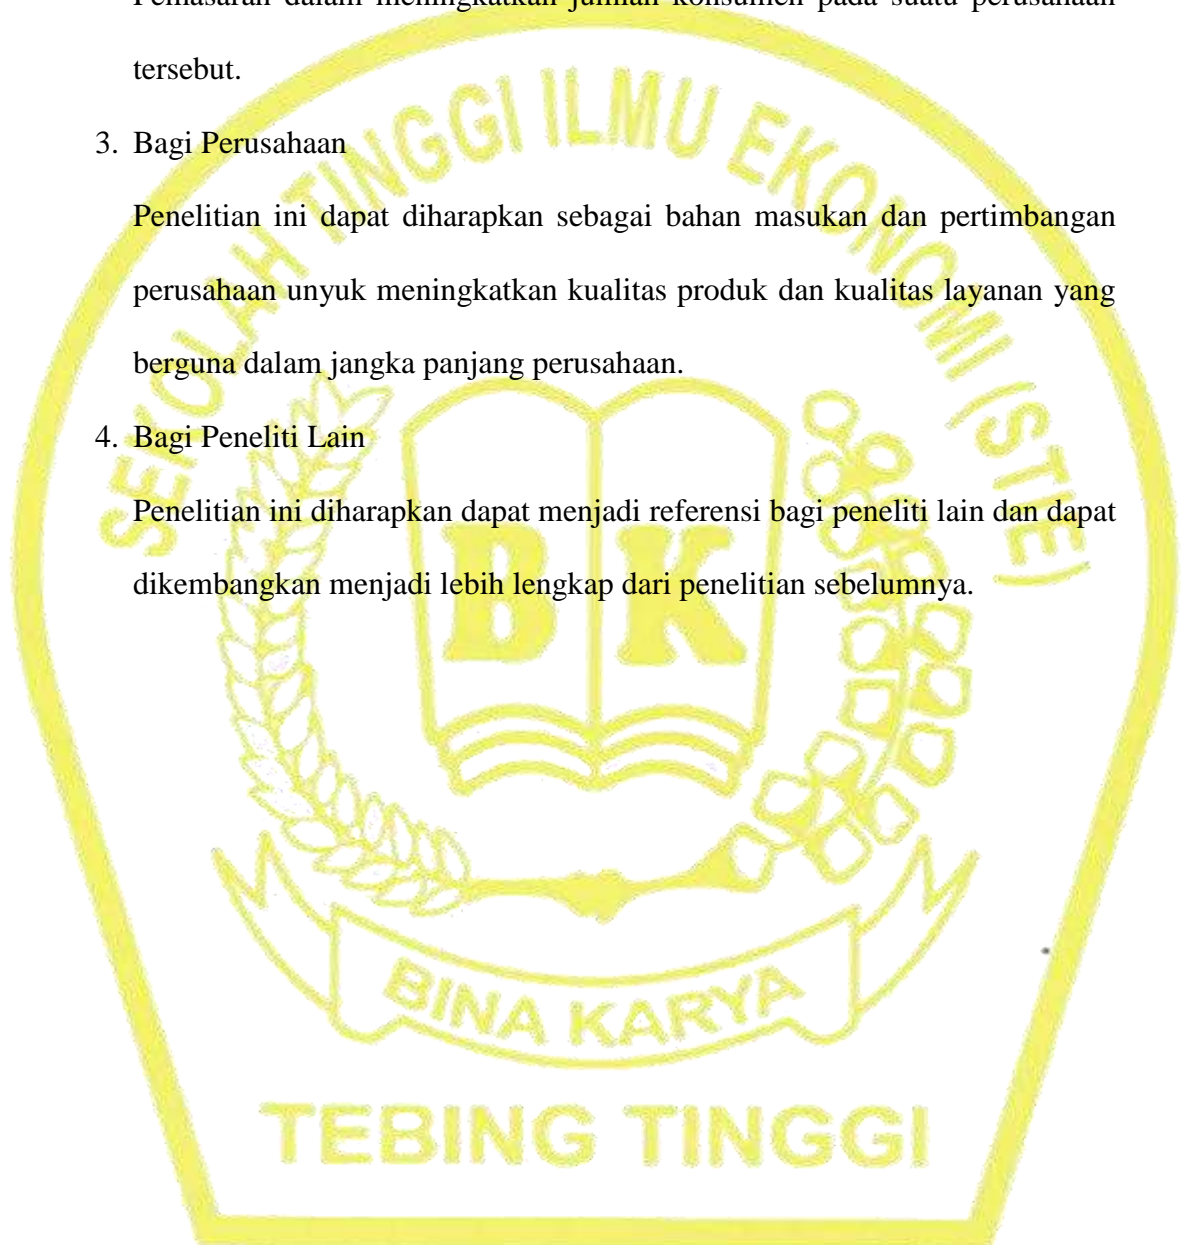 Pemasaran dalam meningkatkan jumlah konsumen pada suatu perusahaan
tersebut.
3. Bagi Perusahaan
Penelitian ini dapat diharapkan sebagai bahan masukan dan pertimbangan
perusahaan unyuk meningkatkan kualitas produk dan kualitas layanan yang
berguna dalam jangka panjang perusahaan.
4. Bagi Peneliti Lain
Penelitian ini diharapkan dapat menjadi referensi bagi peneliti lain dan dapat
dikembangkan menjadi lebih lengkap dari penelitian sebelumnya.
SEKOLAH TINGGI ILMU EKONOMI (STIE)
B K
BINA KARYA
TEBING TINGGI